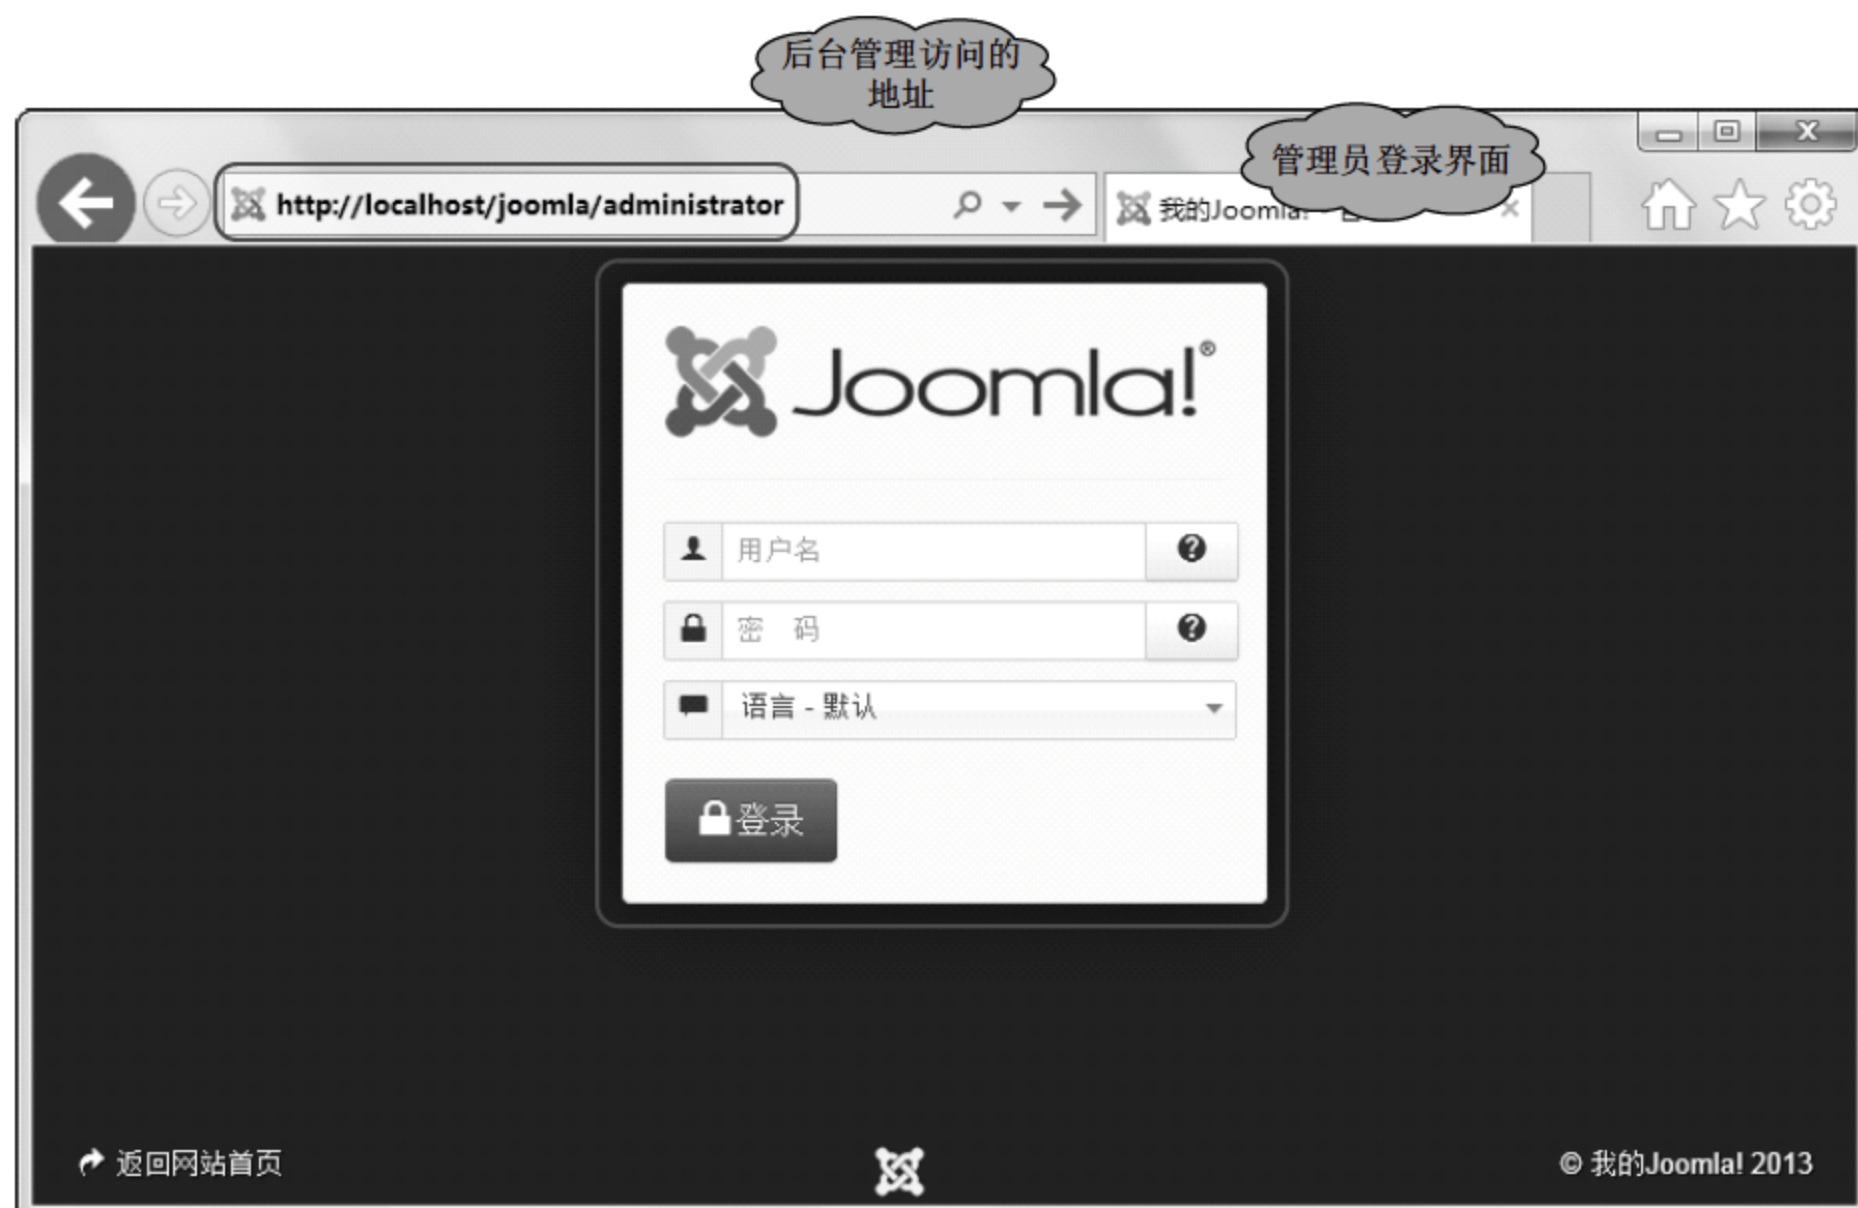 后台管理访问的
地址
管理员登录界面
http://localhost/joomla/administrator
我的Joomla! -
Joomla!®
用户名
密 码
语言 - 默认
登录
返回网站首页
© 我的Joomla! 2013